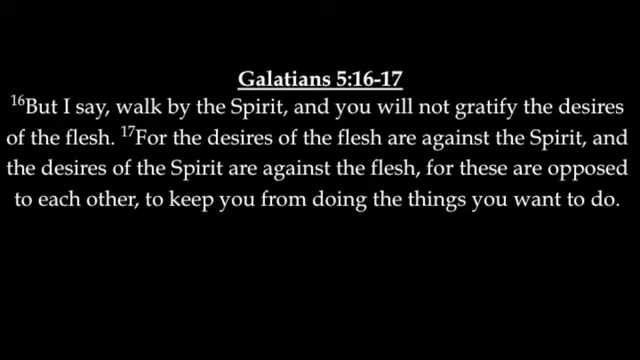 Galatians 5:16-17
16But I say, walk by the Spirit, and you will not gratify the desires
of the flesh. 17For the desires of the flesh are against the Spirit, and
the desires of the Spirit are against the flesh, for these are opposed
to each other, to keep you from doing the things you want to do.